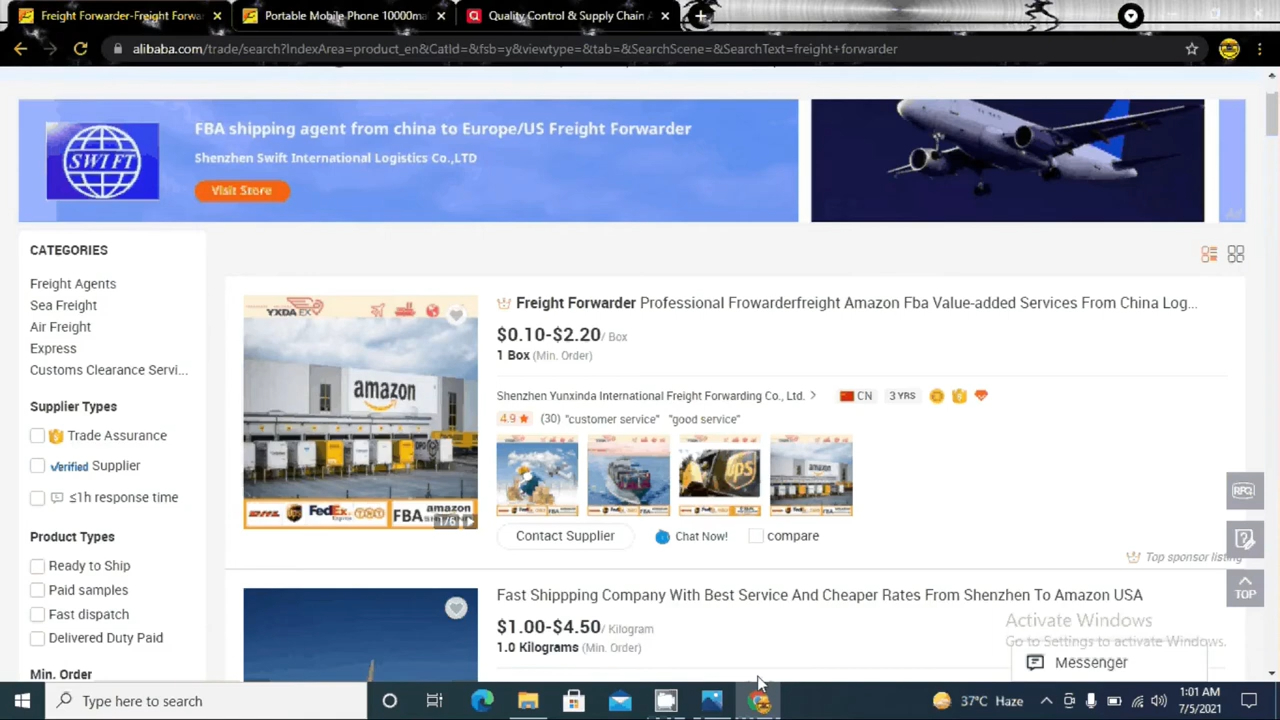 Freight Forwarder-Freight Forwar
Portable Mobile Phone 10000ma
Quality Control & Supply Chain
alibaba.com/trade/search?IndexArea=product_en&CatId=&fsb=y&viewtype=&tab=&SearchScene=&SearchText=freight+forwarder
SWIFT
FBA shipping agent from china to Europe/US Freight Forwarder
Shenzhen Swift International Logistics Co.,LTD
Visit Store
Ad
CATEGORIES
Freight Agents
Sea Freight
Air Freight
Express
Customs Clearance Servi...
Supplier Types
Trade Assurance
Verified Supplier
≤1h response time
Product Types
Ready to Ship
Paid samples
Fast dispatch
Delivered Duty Paid
Min. Order
YXDA EX
amazon
DHL
FedEx
Express
TNT
FBA amazon
1/6
Freight Forwarder Professional Frowarderfreight Amazon Fba Value-added Services From China Log...
$0.10-$2.20/ Box
1 Box (Min. Order)
Shenzhen Yunxinda International Freight Forwarding Co., Ltd. >
CN
3 YRS
4.9 (30) "customer service" "good service"
ups
amazon
Contact Supplier
Chat Now!
compare
Top sponsor listing
Fast Shippping Company With Best Service And Cheaper Rates From Shenzhen To Amazon USA
$1.00-$4.50/ Kilogram
1.0 Kilograms (Min. Order)
RFQ
TOP
Activate Windows
Go to Settings to activate Windows.
Messenger
Type here to search
37°C Haze
1:01 AM
7/5/2021